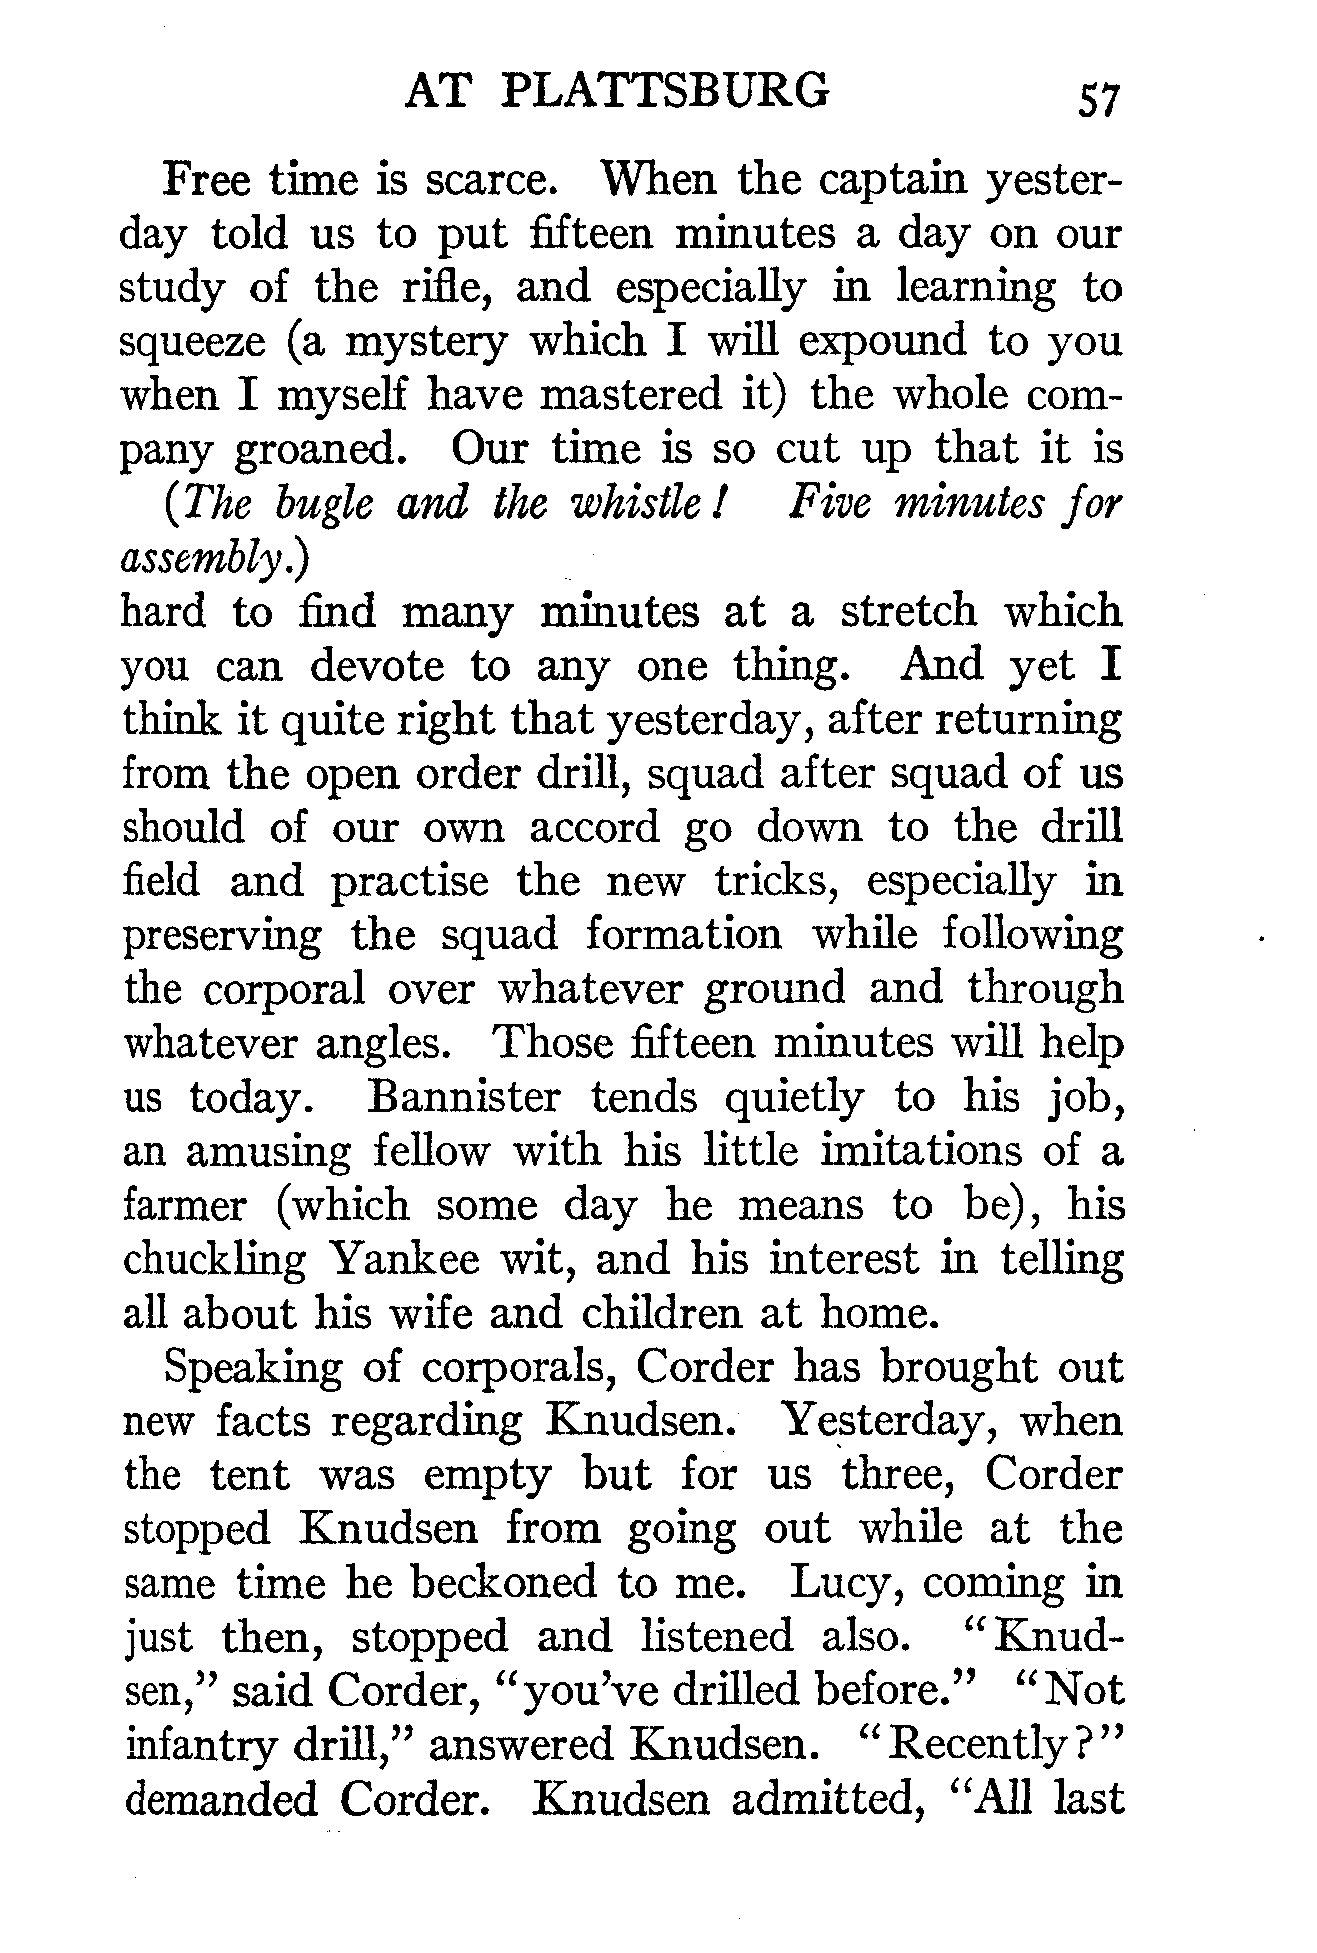 AT PLATTSBURG 57
Free time is scarce. When the captain yester-
day told us to put fifteen minutes a day on our
study of the rifle, and especially in learning to
squeeze (a mystery which I will expound to you
when I myself have mastered it) the whole com-
pany groaned. Our time is so cut up that it is
(The bugle and the whistle! Five minutes for
assembly.)
hard to find many minutes at a stretch which
you can devote to any one thing. And yet I
think it quite right that yesterday, after returning
from the open order drill, squad after squad of us
should of our own accord go down to the drill
field and practise the new tricks, especially in
preserving the squad formation while following
the corporal over whatever ground and through
whatever angles. Those fifteen minutes will help
us today. Bannister tends quietly to his job,
an amusing fellow with his little imitations of a
farmer (which some day he means to be), his
chuckling Yankee wit, and his interest in telling
all about his wife and children at home.
Speaking of corporals, Corder has brought out
new facts regarding Knudsen. Yesterday, when
the tent was empty but for us three, Corder
stopped Knudsen from going out while at the
same time he beckoned to me. Lucy, coming in
just then, stopped and listened also. "Knud-
sen," said Corder, "you've drilled before." "Not
infantry drill," answered Knudsen. "Recently?"
demanded Corder. Knudsen admitted, "All last